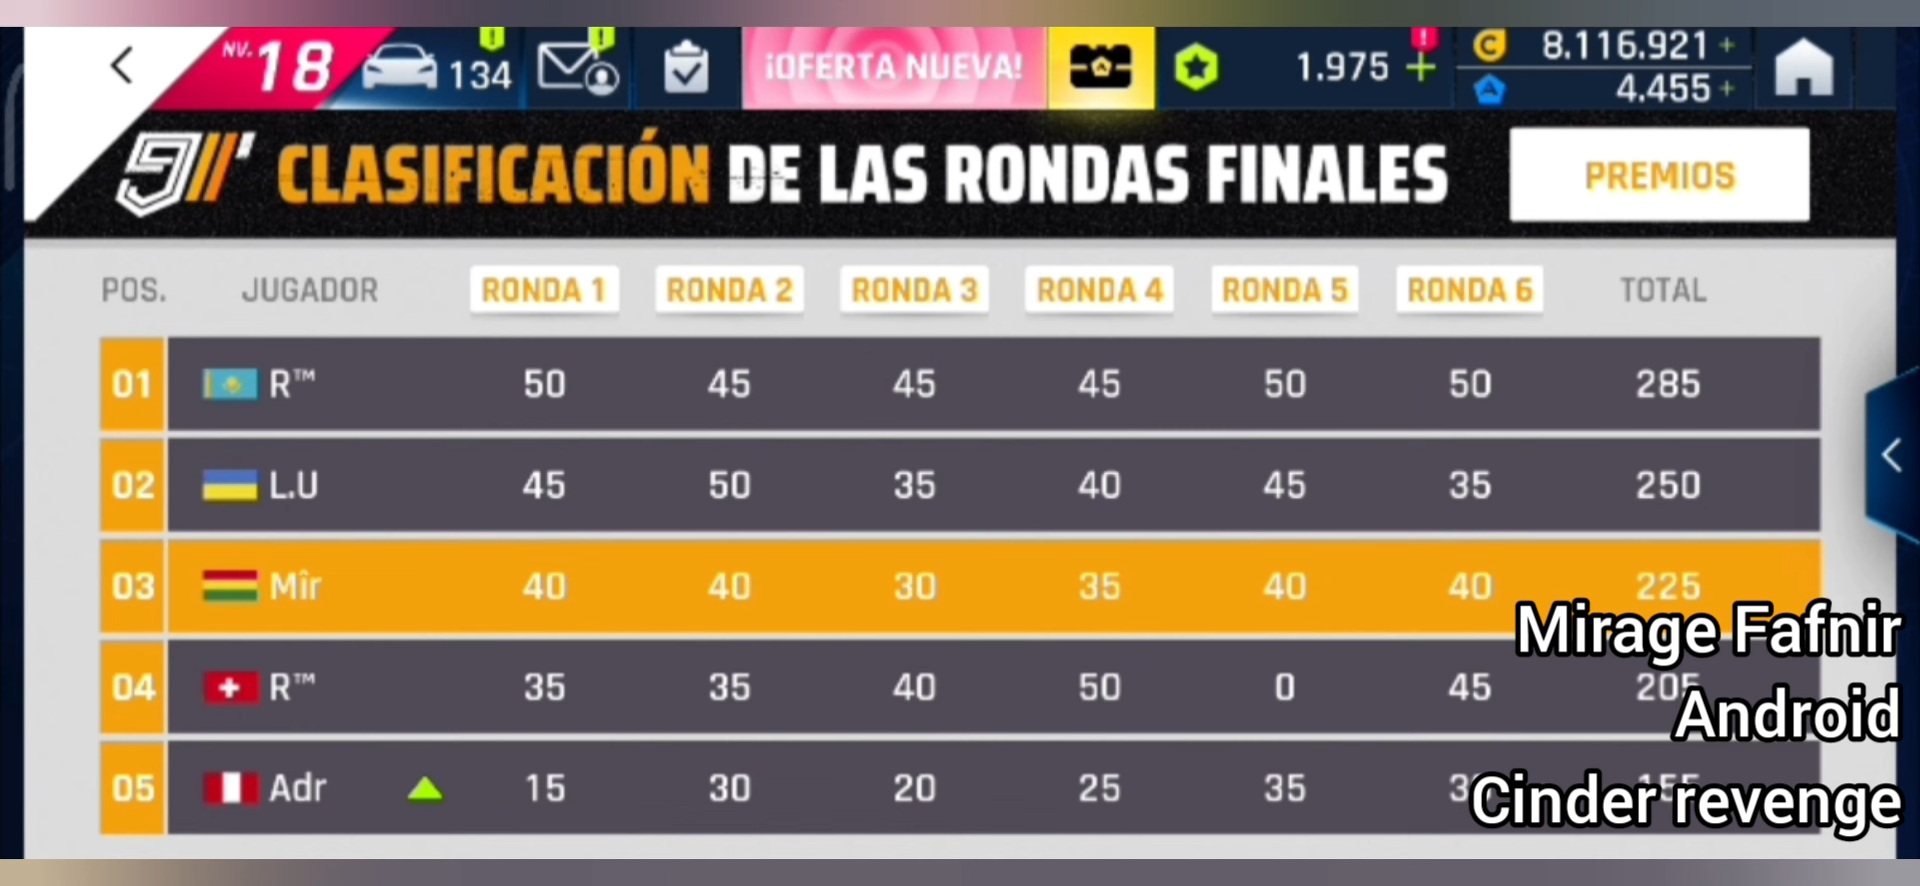 NV. 18 134 ¡OFERTA NUEVA! 1.975 + 8.116.921 +
4.455 +
CLASIFICACIÓN DE LAS RONDAS FINALES PREMIOS
POS. JUGADOR RONDA 1 RONDA 2 RONDA 3 RONDA 4 RONDA 5 RONDA 6 TOTAL
01 R™ 50 45 45 45 50 50 285
02 L.U 45 50 35 40 45 35 250
03 Mîr 40 40 30 35 40 40 225
Mirage Fafnir
04 R™ 35 35 40 50 0 45 205
Android
05 Adr 15 30 20 25 35 155
Cinder revenge